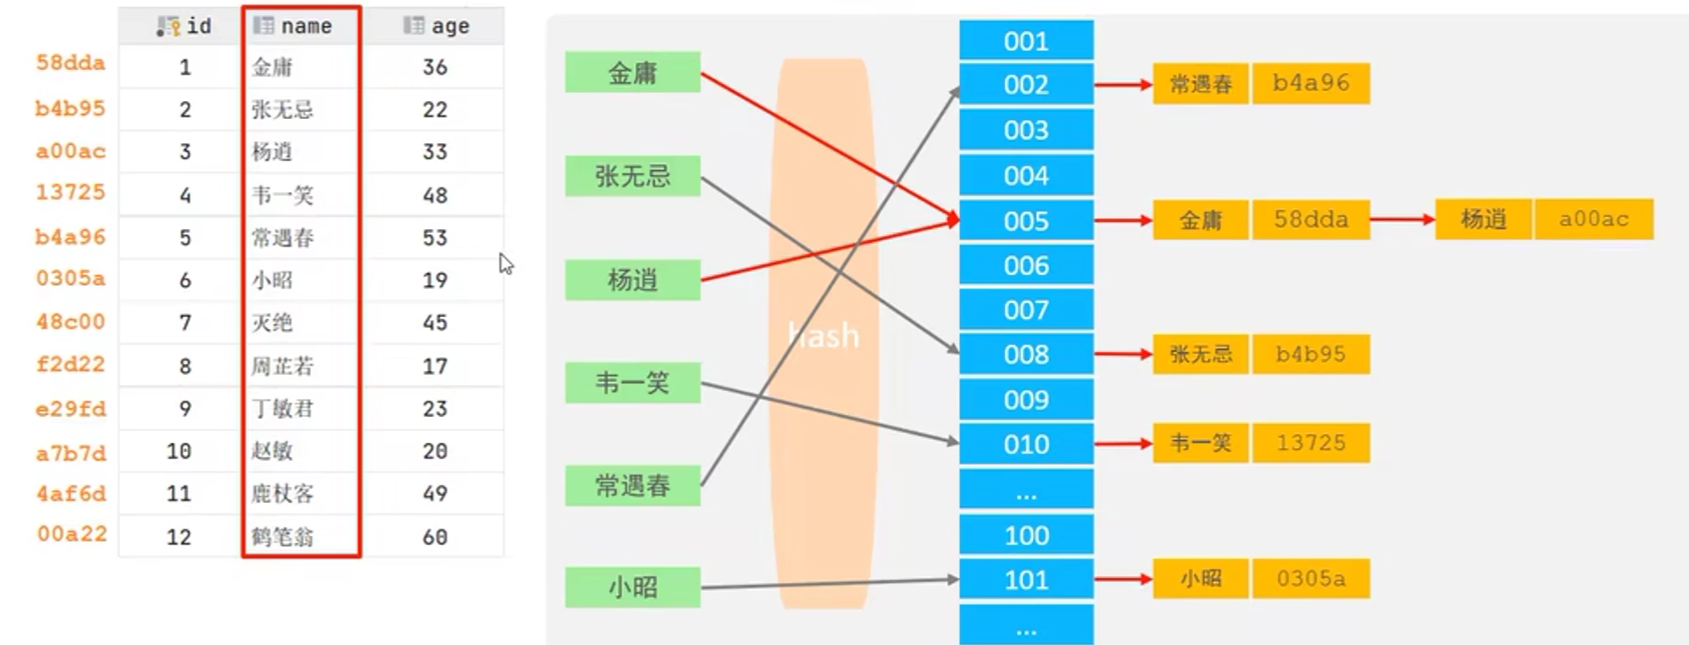 id name age
58dda 1 金庸 36
b4b95 2 张无忌 22
a00ac 3 杨逍 33
13725 4 韦一笑 48
b4a96 5 常遇春 53
0305a 6 小昭 19
48c00 7 灭绝 45
f2d22 8 周芷若 17
e29fd 9 丁敏君 23
a7b7d 10 赵敏 20
4af6d 11 鹿杖客 49
00a22 12 鹤笔翁 60
金庸
张无忌
杨逍
韦一笑
常遇春
小昭
hash
001
002 常遇春 b4a96
003
004
005 金庸 58dda 杨逍 a00ac
006
007
008 张无忌 b4b95
009
010 韦一笑 13725
...
100
101 小昭 0305a
...